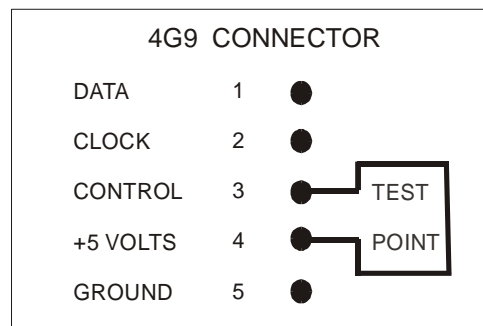 4G9 CONNECTOR
DATA 1
CLOCK 2
CONTROL 3 TEST
+5 VOLTS 4 POINT
GROUND 5